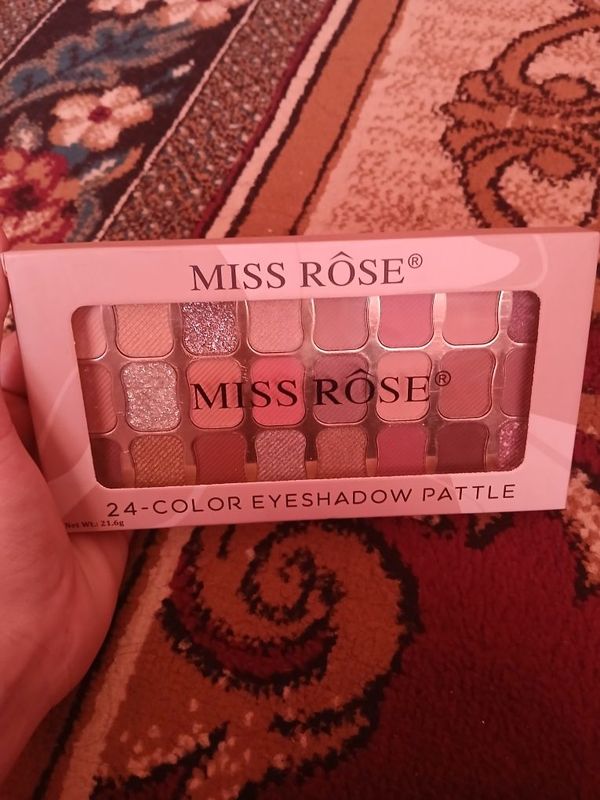 MISS RÔSE®
MISS RÔSE®
24-COLOR EYESHADOW PATTLE
Net Wt.: 21.6g